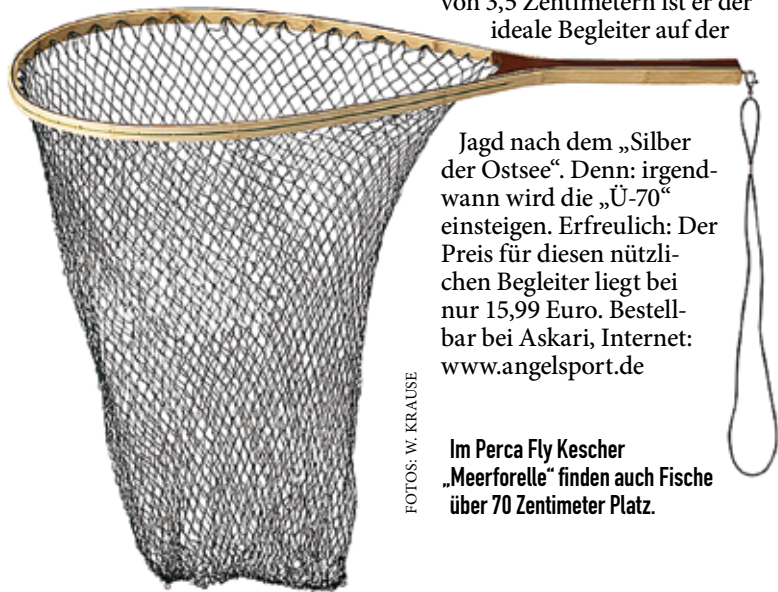 von 3,5 Zentimetern ist er der
ideale Begleiter auf der
Jagd nach dem „Silber
der Ostsee“. Denn: irgend-
wann wird die „Ü-70“
einsteigen. Erfreulich: Der
Preis für diesen nützli-
chen Begleiter liegt bei
nur 15,99 Euro. Bestell-
bar bei Askari, Internet:
www.angelsport.de
FOTOS: W. KRAUSE
Im Perca Fly Kescher
„Meerforelle“ finden auch Fische
über 70 Zentimeter Platz.